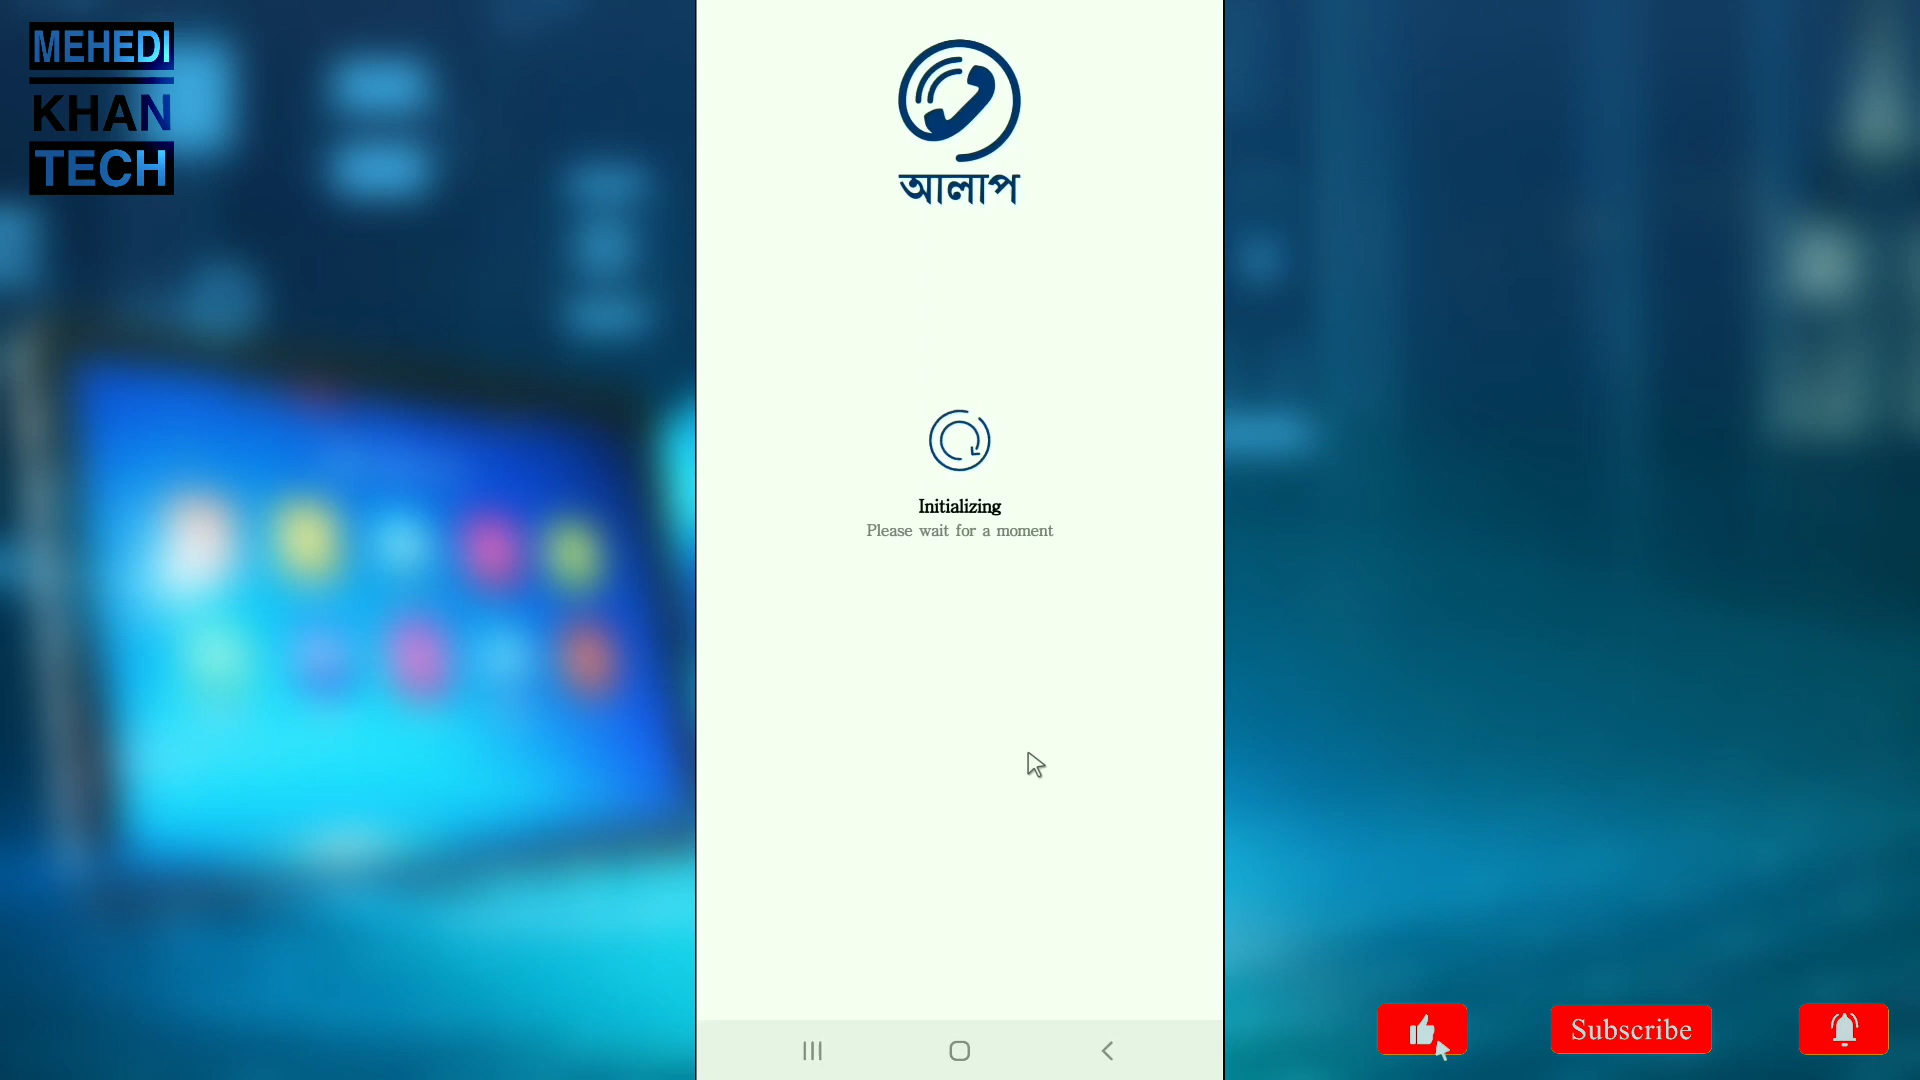 MEHEDI
KHAN
TECH
আলাপ
Initializing
Please wait for a moment
Subscribe